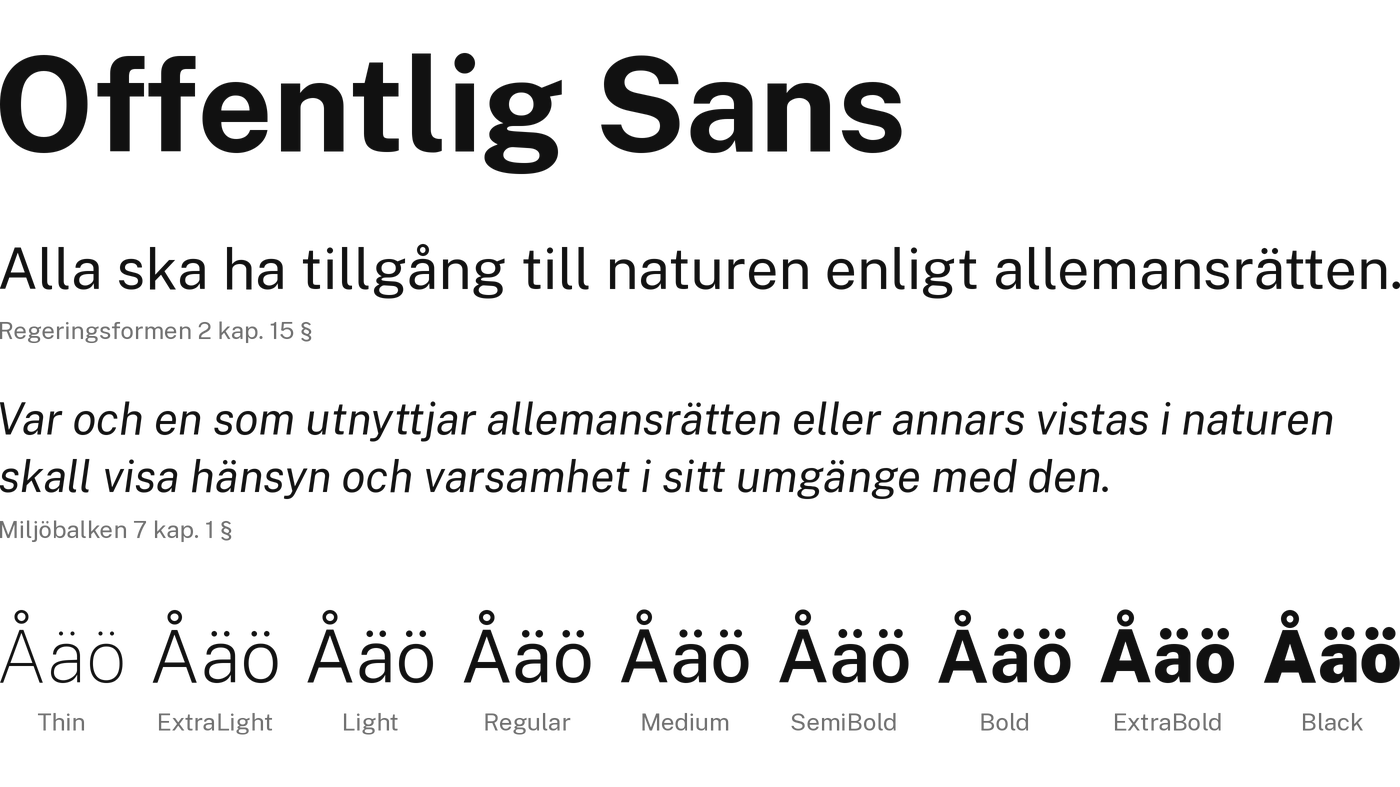 Offentlig Sans
Alla ska ha tillgång till naturen enligt allemansrätten.
Regeringsformen 2 kap. 15 §
Var och en som utnyttjar allemansrätten eller annars vistas i naturen
skall visa hänsyn och varsamhet i sitt umgänge med den.
Miljöbalken 7 kap. 1 §
Åäö Åäö Åäö Åäö Åäö Åäö Åäö Åäö Åäö
Thin ExtraLight Light Regular Medium SemiBold Bold ExtraBold Black